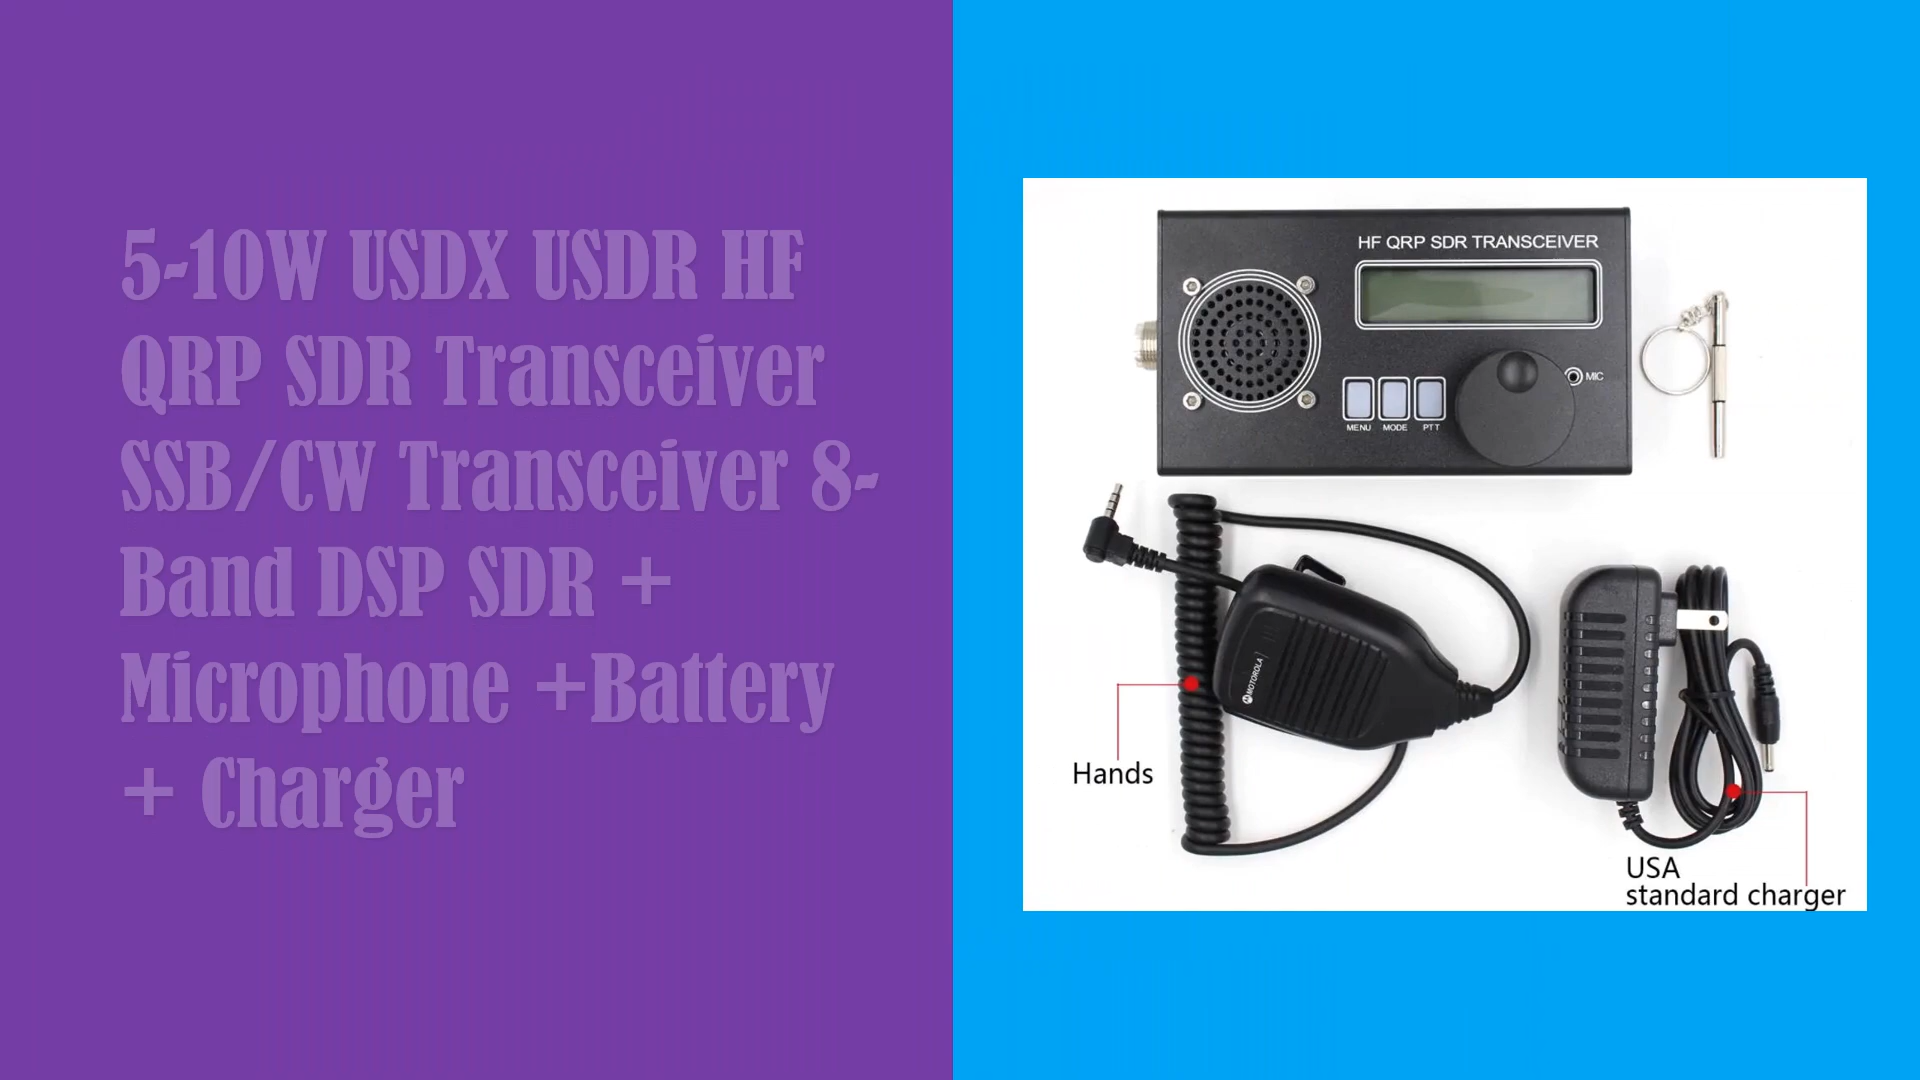 5-10W USDX USDR HF
QRP SDR Transceiver
SSB/CW Transceiver 8-
Band DSP SDR +
Microphone +Battery
+ Charger
HF QRP SDR TRANSCEIVER
MIC
MENU MODE PTT
MOTOROLA
Hands
USA
standard charger